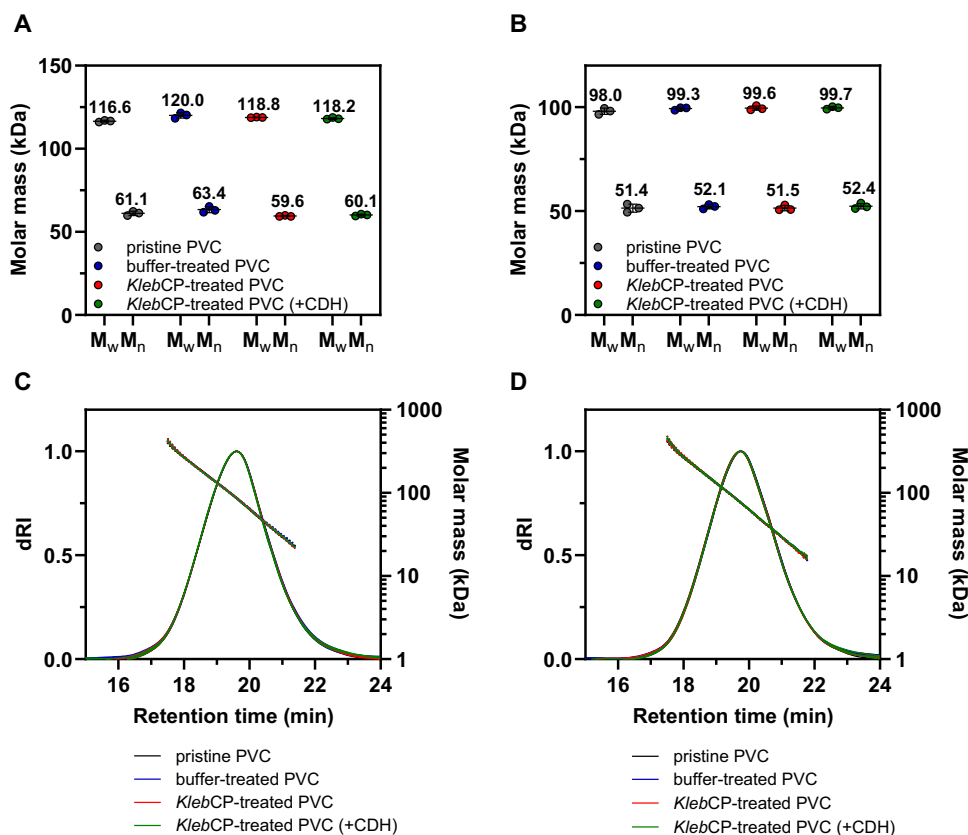 A
Molar mass (kDa)
150
100
50
0
116.6
120.0
118.8
118.2
61.1
63.4
59.6
60.1
pristine PVC
buffer-treated PVC
KlebCP-treated PVC
KlebCP-treated PVC (+CDH)
MwMn MwMn MwMn MwMn
B
Molar mass (kDa)
150
100
50
0
98.0
99.3
99.6
99.7
51.4
52.1
51.5
52.4
pristine PVC
buffer-treated PVC
KlebCP-treated PVC
KlebCP-treated PVC (+CDH)
MwMn MwMn MwMn MwMn
C
dRI
1.0
0.5
0.0
1000
100
10
1
Molar mass (kDa)
16 18 20 22 24
Retention time (min)
pristine PVC
buffer-treated PVC
KlebCP-treated PVC
KlebCP-treated PVC (+CDH)
D
dRI
1.0
0.5
0.0
1000
100
10
1
Molar mass (kDa)
16 18 20 22 24
Retention time (min)
pristine PVC
buffer-treated PVC
KlebCP-treated PVC
KlebCP-treated PVC (+CDH)